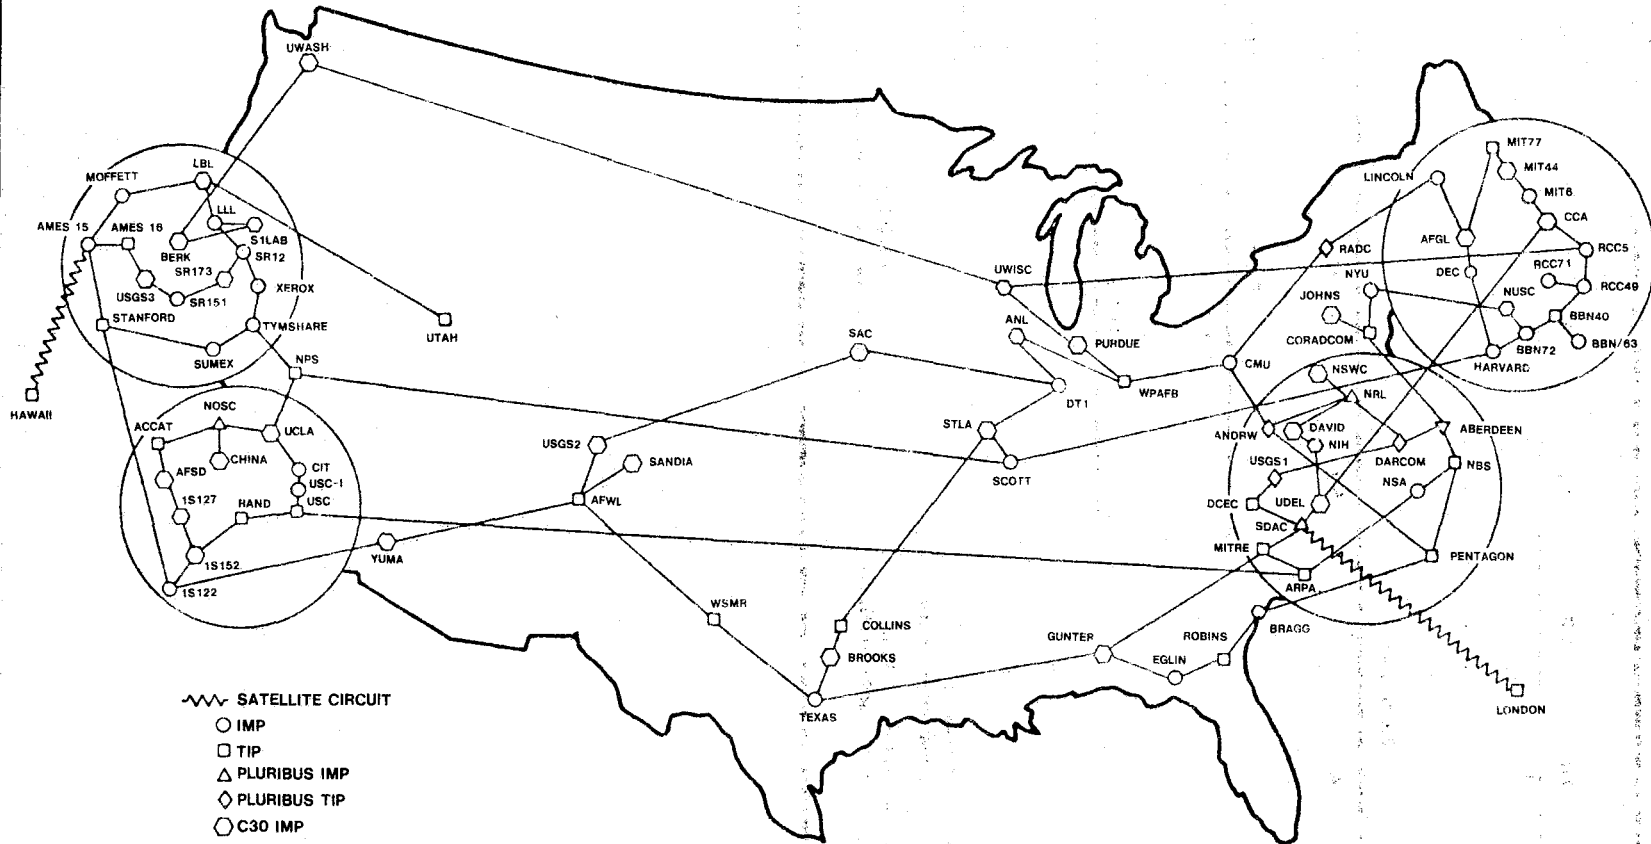 UWASH
LBL
MOFFETT
LLL
AMES 15
AMES 16
S1LAB
BERK
SR12
SR173
USGS3
SR151
XEROX
STANFORD
TYMSHARE
SUMEX
UTAH
NPS
HAWAII
NOSC
ACCAT
UCLA
CHINA
AFSD
CIT
USC-I
1S127
HAND
USC
1S152
1S122
YUMA
USGS2
SANDIA
AFWL
WSMR
SAC
UWISC
ANL
PURDUE
DT1
WPAFB
STLA
SCOTT
COLLINS
BROOKS
TEXAS
GUNTER
EGLIN
ROBINS
BRAGG
CMU
RADC
LINCOLN
MIT77
MIT44
MIT6
CCA
AFGL
RCC5
DEC
RCC71
RCC49
NYU
NUSC
JOHNS
BBN40
CORADCOM
BBN72
BBN/63
HARVARD
NSWC
NRL
ANDRW
DAVID
NIH
ABERDEEN
DARCOM
USGS1
NBS
NSA
DCEC
UDEL
SDAC
MITRE
PENTAGON
ARPA
LONDON
SATELLITE CIRCUIT
IMP
TIP
PLURIBUS IMP
PLURIBUS TIP
C30 IMP